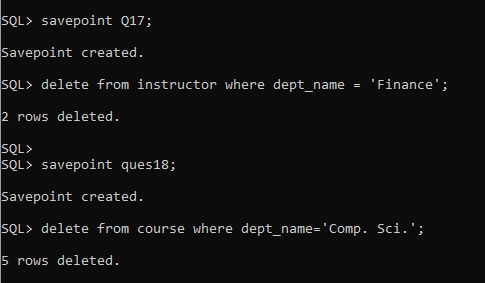 SQL> savepoint Q17;
Savepoint created.
SQL> delete from instructor where dept_name = 'Finance';
2 rows deleted.
SQL>
SQL> savepoint ques18;
Savepoint created.
SQL> delete from course where dept_name='Comp. Sci.';
5 rows deleted.